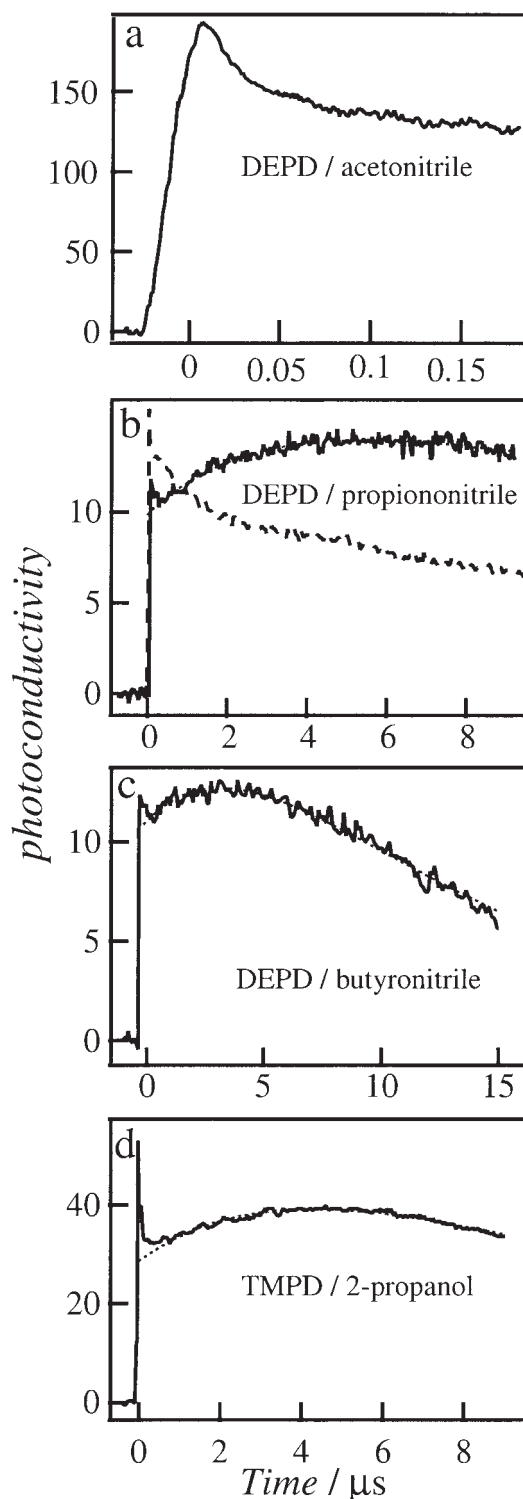 a
150
100
50
0
DEPD / acetonitrile
0 0.05 0.1 0.15
b
10
5
0
DEPD / propiononitrile
0 2 4 6 8
photoconductivity
c
10
5
0
DEPD / butyronitrile
0 5 10 15
d
40
20
0
TMPD / 2-propanol
0 2 4 6 8
Time / μs